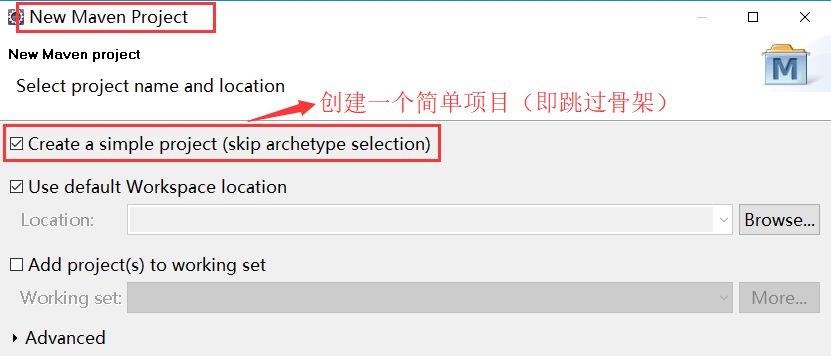 New Maven Project
New Maven project
Select project name and location
创建一个简单项目（即跳过骨架）
Create a simple project (skip archetype selection)
Use default Workspace location
Location:
Browse...
Add project(s) to working set
Working set:
More...
Advanced
M